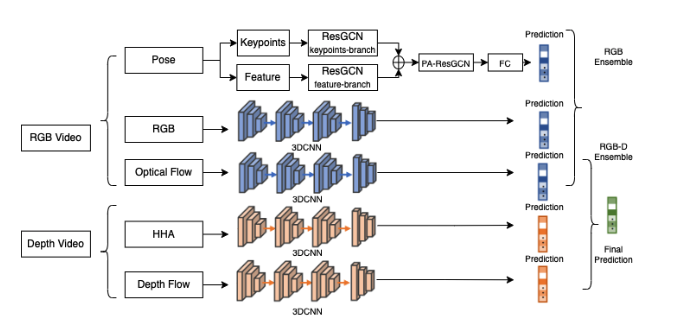 Prediction
RGB
Ensemble
Keypoints
ResGCN
keypoints-branch
Pose
PA-ResGCN
FC
Feature
ResGCN
feature-branch
Prediction
RGB Video
RGB
3DCNN
RGB-D
Ensemble
Prediction
Optical Flow
3DCNN
Prediction
HHA
Depth Video
3DCNN
Final
Prediction
Prediction
Depth Flow
3DCNN